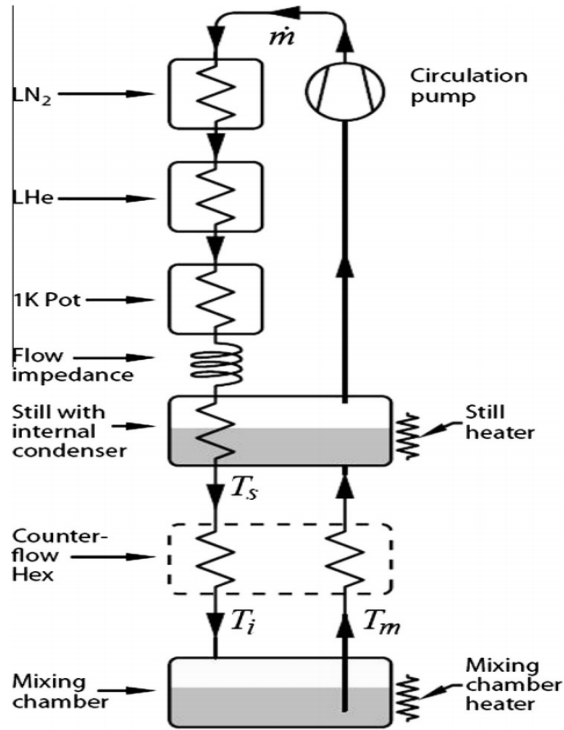 ṁ
Circulation
pump
LN₂
LHe
1K Pot
Flow
impedance
Still with
internal
condenser
Still
heater
Tₛ
Counter-
flow
Hex
Tᵢ
Tₘ
Mixing
chamber
Mixing
chamber
heater